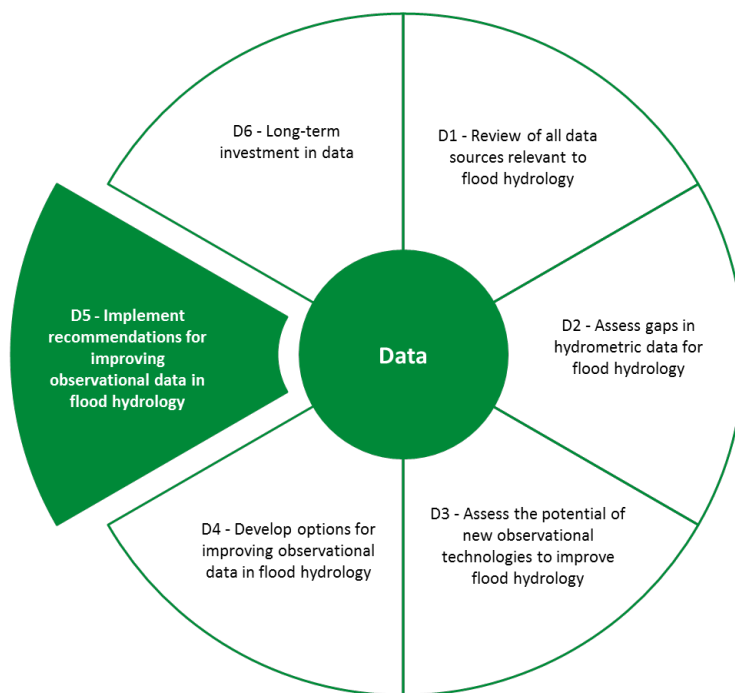 D6 - Long-term
investment in data
D1 - Review of all data
sources relevant to
flood hydrology
D5 - Implement
recommendations for
improving
observational data in
flood hydrology
Data
D2 - Assess gaps in
hydrometric data for
flood hydrology
D4 - Develop options for
improving observational
data in flood hydrology
D3 - Assess the potential of
new observational
technologies to improve
flood hydrology